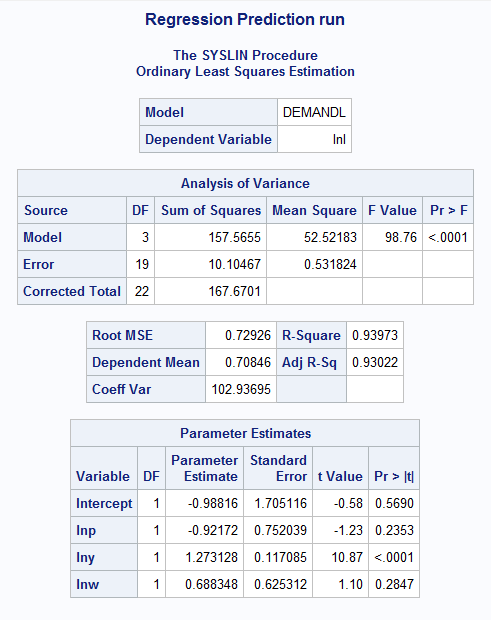 Regression Prediction run
The SYSLIN Procedure
Ordinary Least Squares Estimation
Model DEMANDL
Dependent Variable lnl
Analysis of Variance
Source DF Sum of Squares Mean Square F Value Pr > F
Model 3 157.5655 52.52183 98.76 <.0001
Error 19 10.10467 0.531824
Corrected Total 22 167.6701
Root MSE 0.72926 R-Square 0.93973
Dependent Mean 0.70846 Adj R-Sq 0.93022
Coeff Var 102.93695
Parameter Estimates
Variable DF Parameter Estimate Standard Error t Value Pr > |t|
Intercept 1 -0.98816 1.705116 -0.58 0.5690
lnp 1 -0.92172 0.752039 -1.23 0.2353
lny 1 1.273128 0.117085 10.87 <.0001
lnw 1 0.688348 0.625312 1.10 0.2847